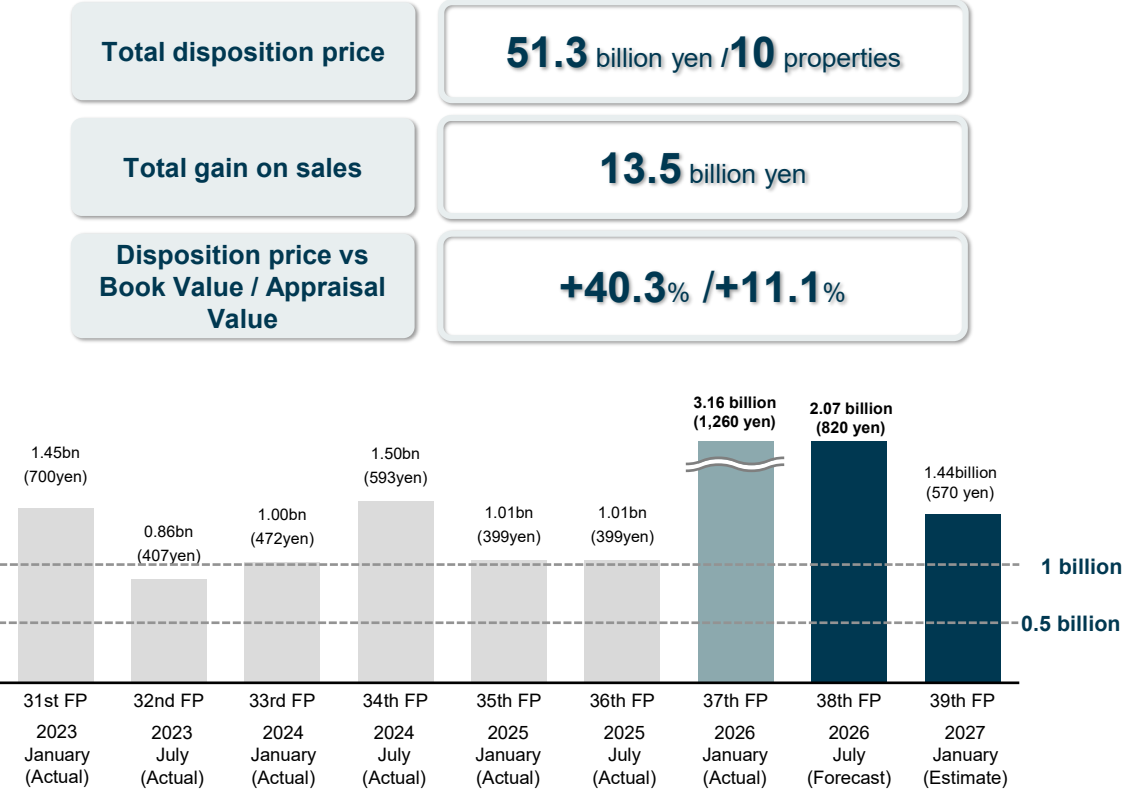 Total disposition price
51.3 billion yen /10 properties
Total gain on sales
13.5 billion yen
Disposition price vs
Book Value / Appraisal
Value
+40.3% /+11.1%
1.45bn
(700yen)
0.86bn
(407yen)
1.00bn
(472yen)
1.50bn
(593yen)
1.01bn
(399yen)
1.01bn
(399yen)
3.16 billion
(1,260 yen)
2.07 billion
(820 yen)
1.44billion
(570 yen)
1 billion
0.5 billion
31st FP
2023
January
(Actual)
32nd FP
2023
July
(Actual)
33rd FP
2024
January
(Actual)
34th FP
2024
July
(Actual)
35th FP
2025
January
(Actual)
36th FP
2025
July
(Actual)
37th FP
2026
January
(Actual)
38th FP
2026
July
(Forecast)
39th FP
2027
January
(Estimate)